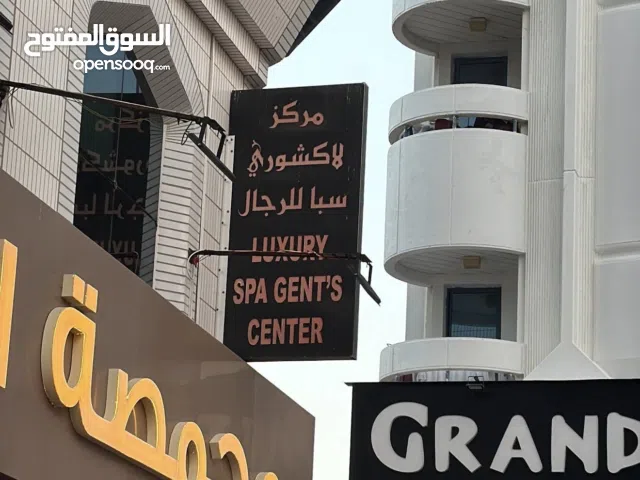 السوق المفتوح
opensooq.com
مركز
لاكشوري
سبا للرجال
LUXURY
SPA GENT'S
CENTER
GRAND